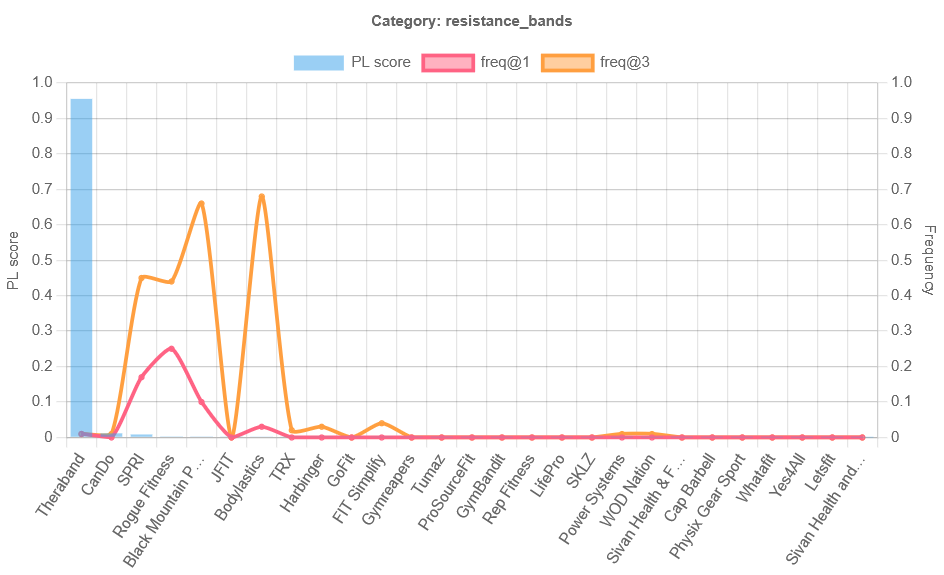 Category: resistance_bands
PL score freq@1 freq@3
1.0 1.0
0.9 0.9
0.8 0.8
0.7 0.7
0.6 0.6
0.5 0.5
0.4 0.4
0.3 0.3
0.2 0.2
0.1 0.1
0 0
PL score
Frequency
Theraband
CanDo
SPRI
Rogue Fitness
Black Mountain P...
JFIT
Bodylastics
TRX
Harbinger
GoFit
FIT Simplify
Gymreapers
Tumaz
ProSourceFit
GymBandit
Rep Fitness
LifePro
SKLZ
Power Systems
WOD Nation
Sivan Health & F...
Cap Barbell
Physix Gear Sport
Whatafit
Yes4All
Letsfit
Sivan Health and...